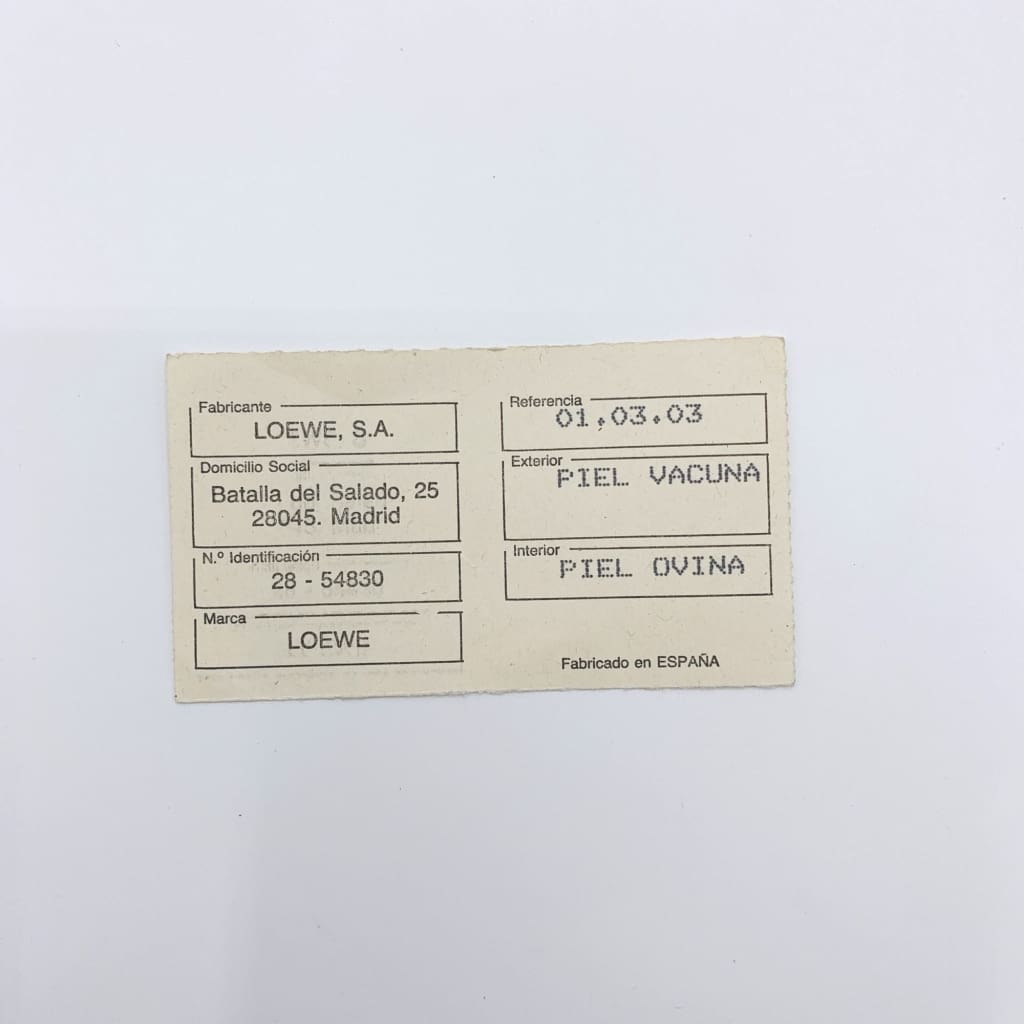 Fabricante
LOEWE, S.A.
Domicilio Social
Batalla del Salado, 25
28045. Madrid
N.º Identificación
28 - 54830
Marca
LOEWE
Referencia
01.03.03
Exterior
PIEL VACUNA
Interior
PIEL OVINA
Fabricado en ESPAÑA